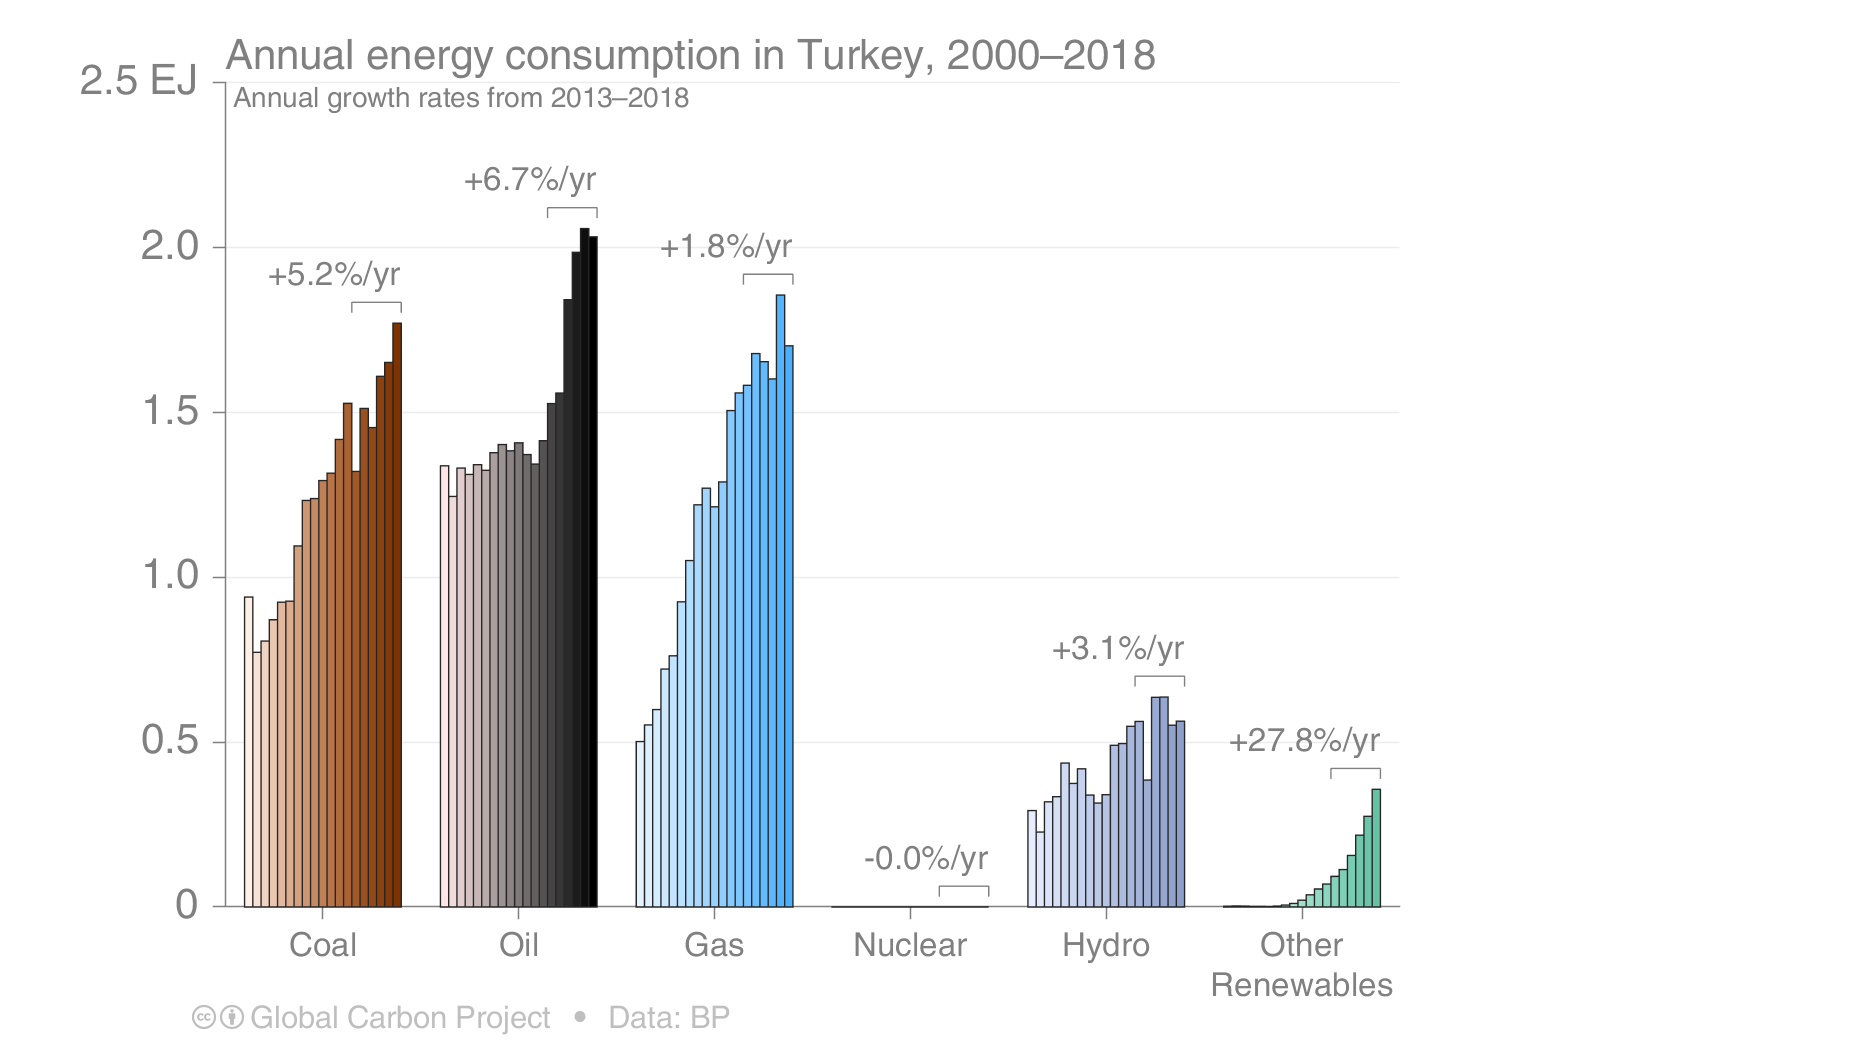 Annual energy consumption in Turkey, 2000–2018
2.5 EJ
Annual growth rates from 2013–2018
+6.7%/yr
2.0
+1.8%/yr
+5.2%/yr
1.5
1.0
+3.1%/yr
0.5
+27.8%/yr
-0.0%/yr
0
Coal
Oil
Gas
Nuclear
Hydro
Other
Renewables
cc Global Carbon Project • Data: BP